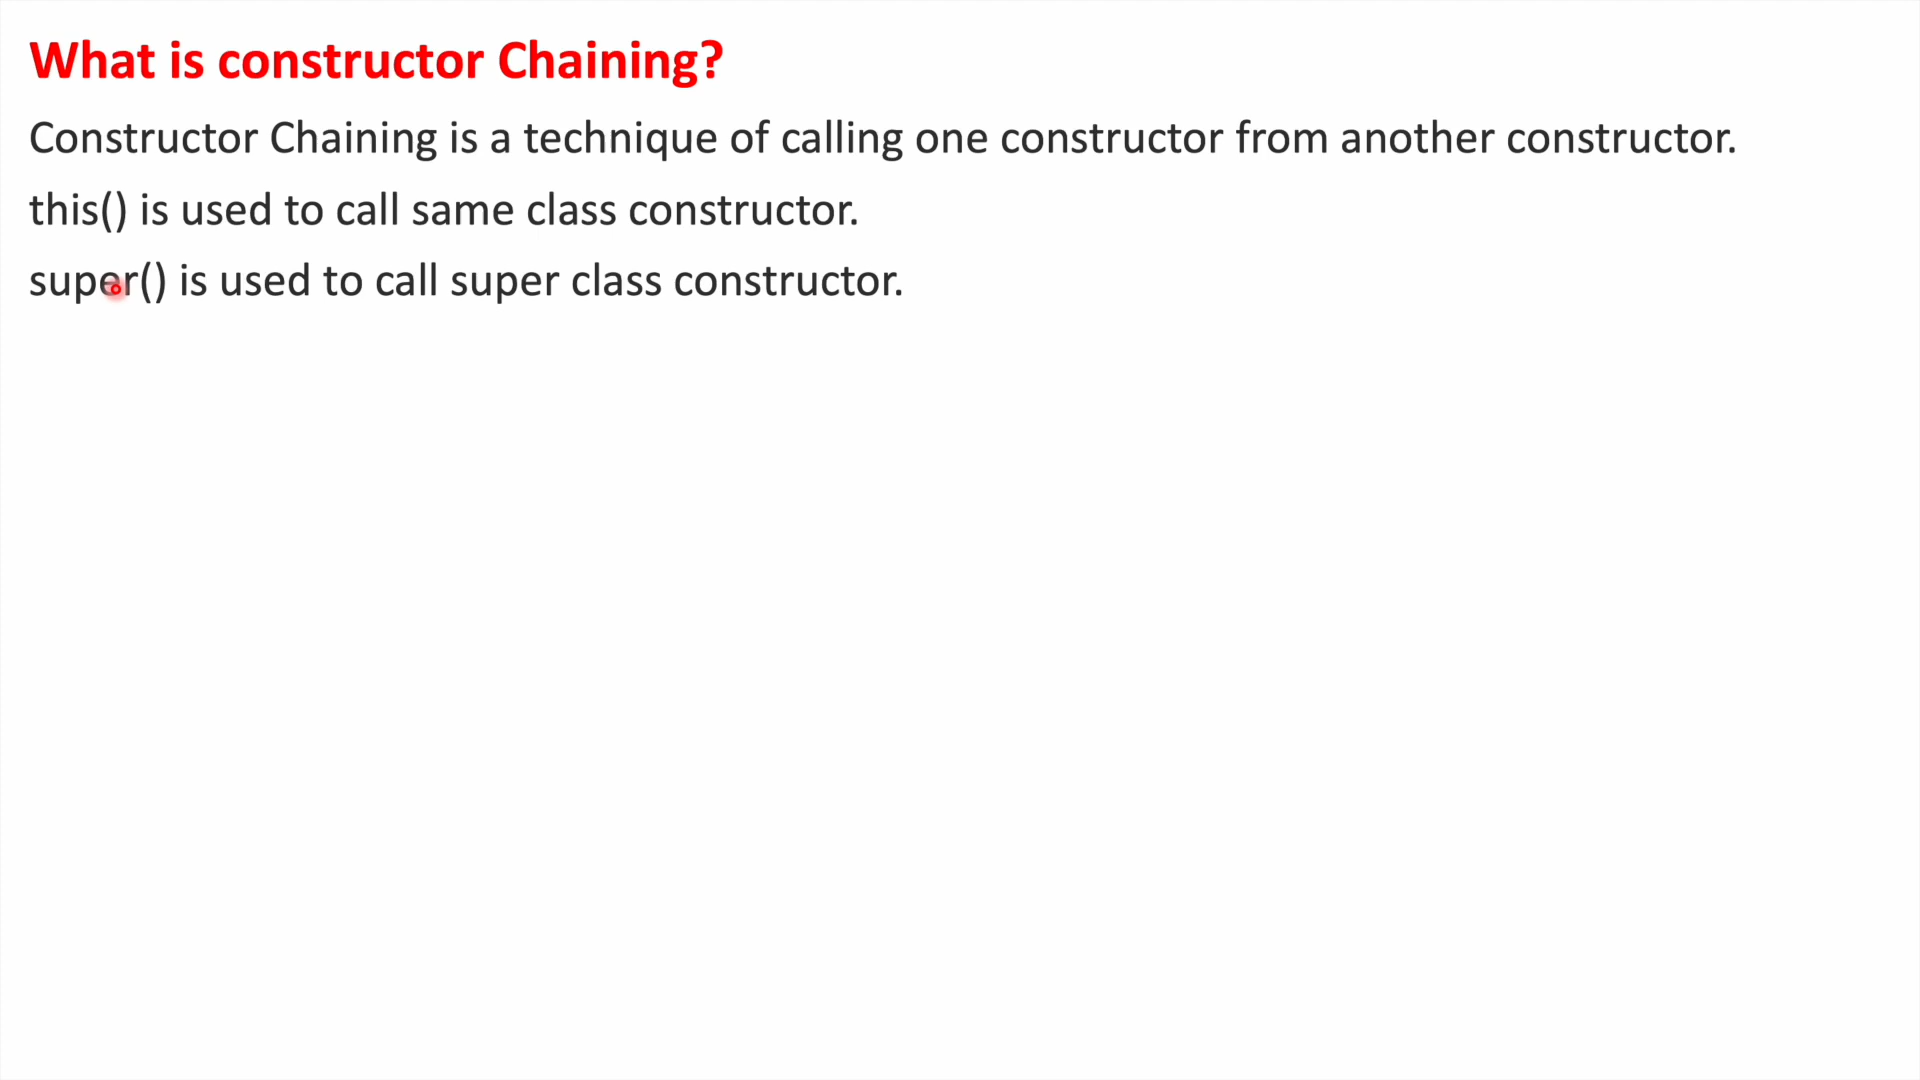 What is constructor Chaining?
Constructor Chaining is a technique of calling one constructor from another constructor.
this() is used to call same class constructor.
super() is used to call super class constructor.